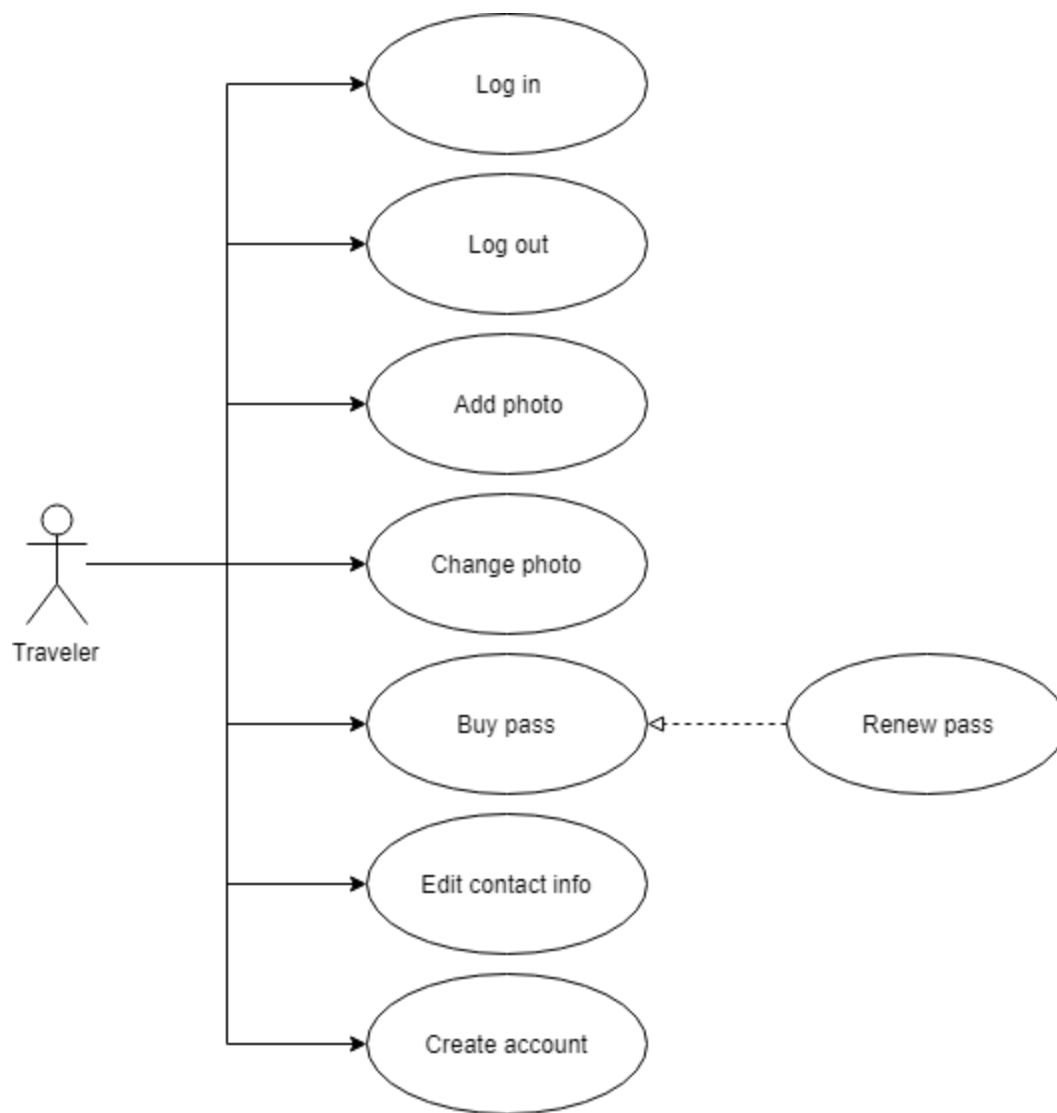 Log in
Log out
Add photo
Change photo
Traveler
Buy pass
Renew pass
Edit contact info
Create account